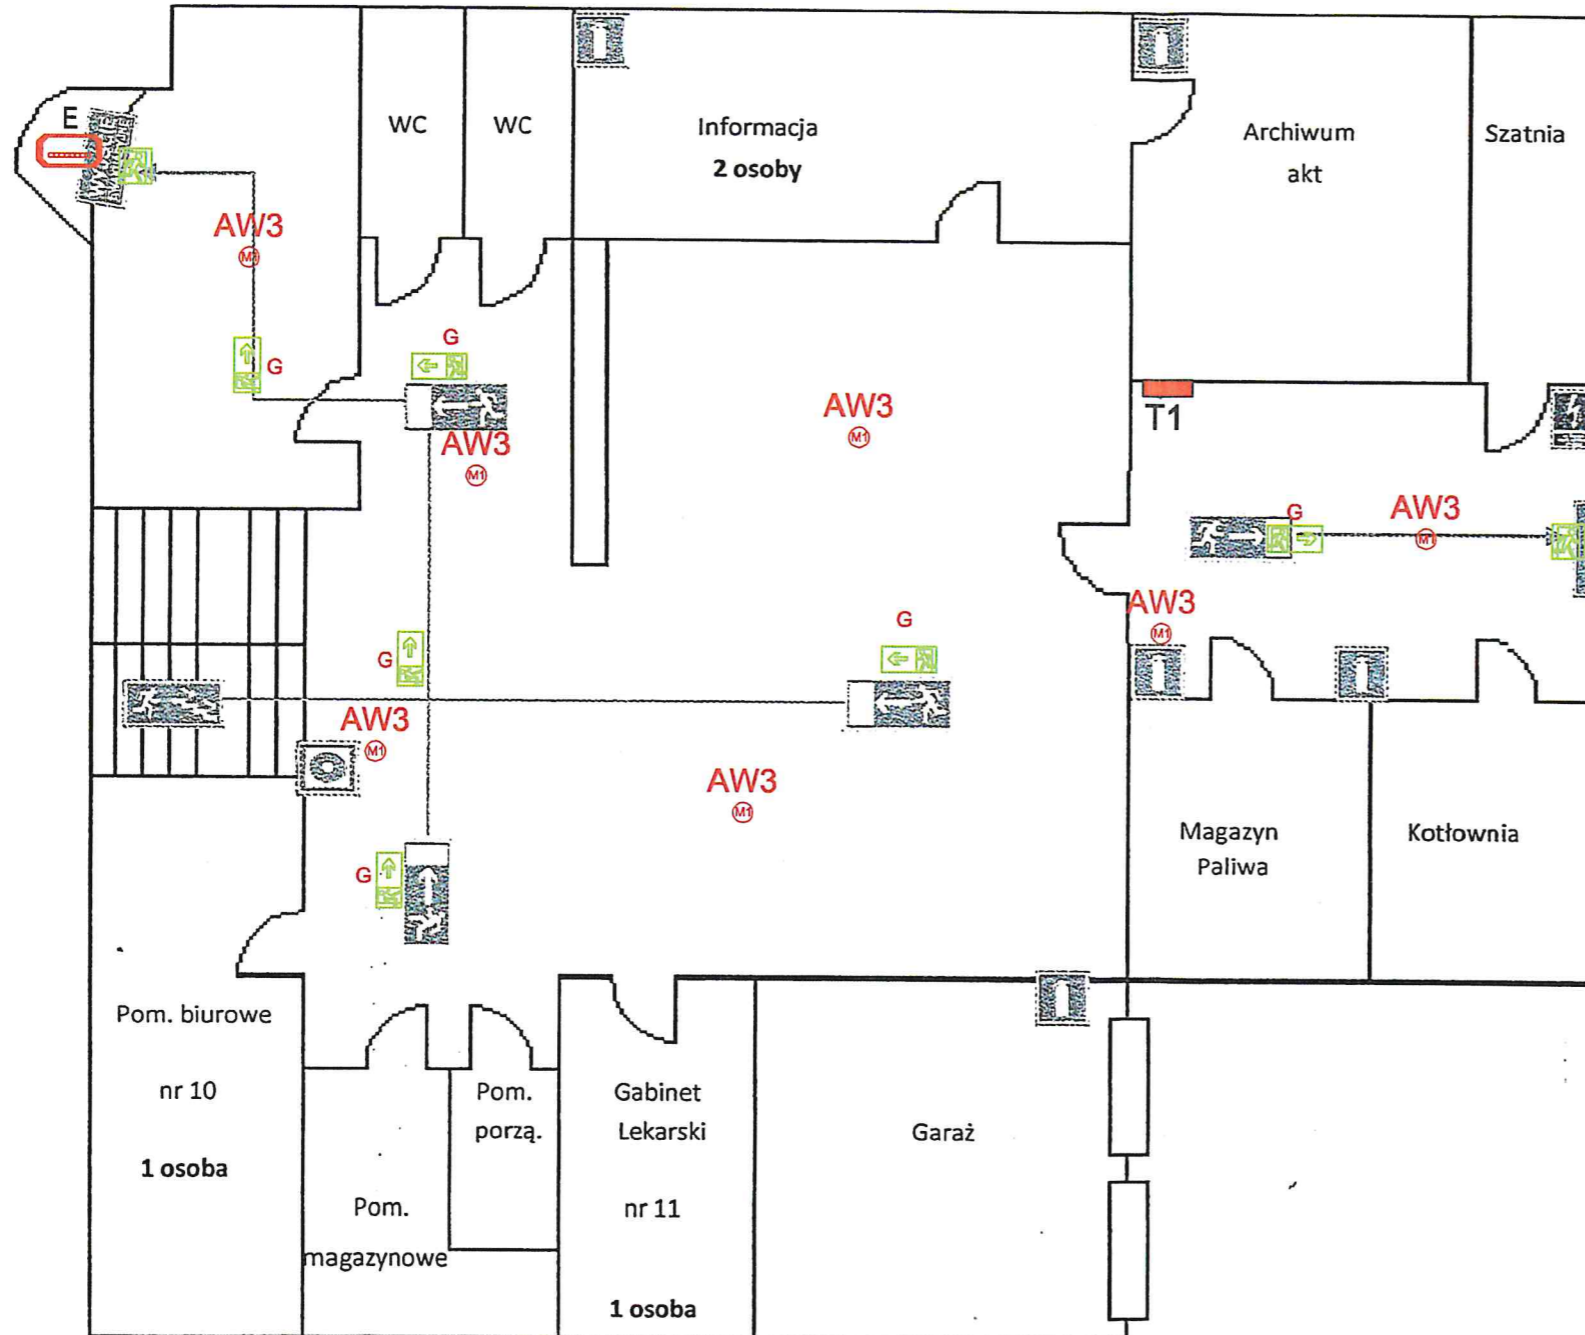 E
WYJŚCIE
WC
WC
Informacja
2 osoby
Archiwum
akt
Szatnia
AW3
M1
G
G
AW3
M1
AW3
M1
T1
G
AW3
M1
AW3
M1
G
G
AW3
M1
AW3
M1
G
Magazyn
Paliwa
Kotłownia
Pom. biurowe
nr 10
1 osoba
Pom.
magazynowe
Pom.
porzą.
Gabinet
Lekarski
nr 11
1 osoba
Garaż